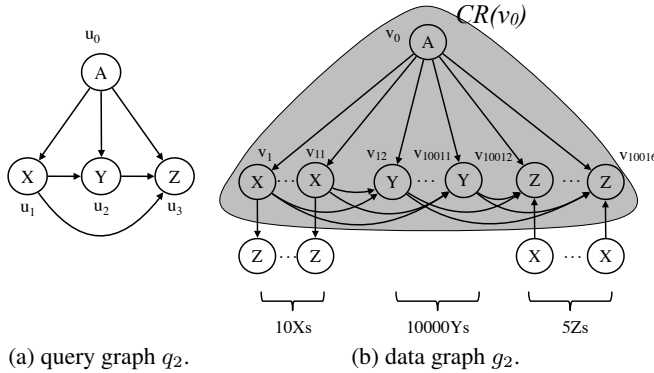 CR(v0)
u0
v0
A
A
v1
v11
v12
v10011
v10012
v10016
X
Y
Z
X
···
X
Y
···
Y
Z
···
Z
u1
u2
u3
Z
···
Z
X
···
X
10Xs
10000Ys
5Zs
(a) query graph q2.
(b) data graph g2.